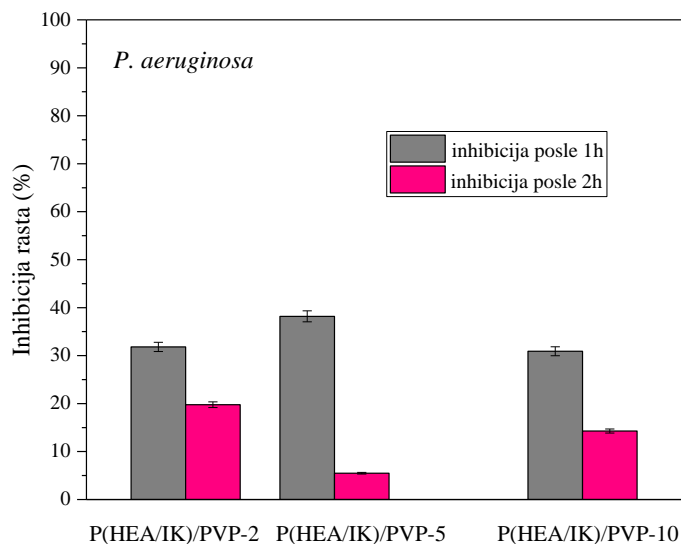 P. aeruginosa
inhibicija posle 1h
inhibicija posle 2h
Inhibicija rasta (%)
100
90
80
70
60
50
40
30
20
10
0
P(HEA/IK)/PVP-2 P(HEA/IK)/PVP-5 P(HEA/IK)/PVP-10